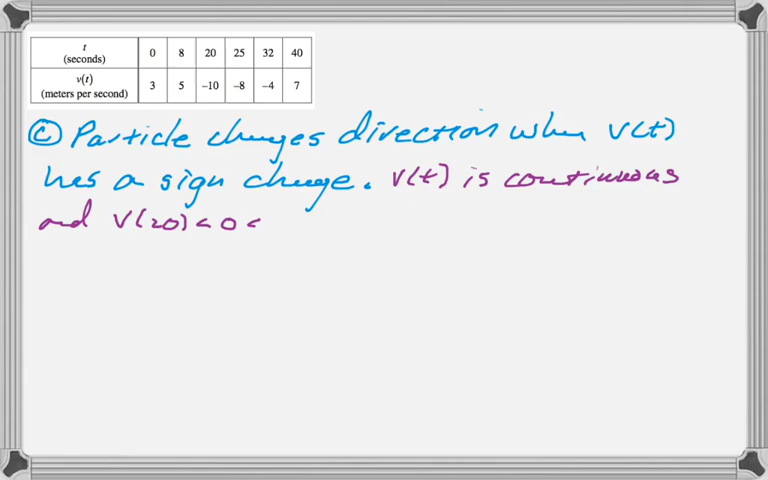 t (seconds) 0 8 20 25 32 40
v(t) (meters per second) 3 5 −10 −8 −4 7
Ⓒ Particle changes direction when v(t)
has a sign change. v(t) is continuous
and v(20) < 0 <